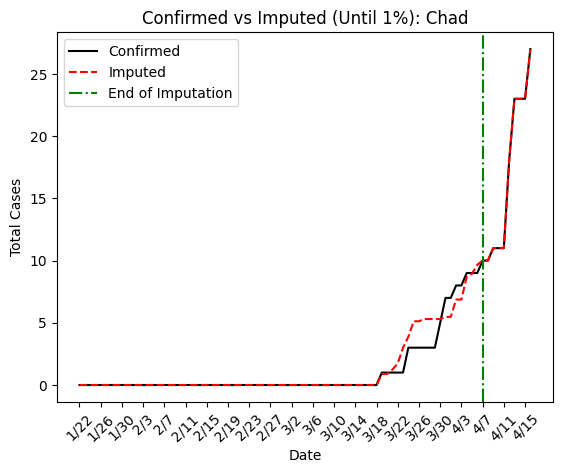 Confirmed vs Imputed (Until 1%): Chad
Confirmed
Imputed
End of Imputation
Total Cases
25
20
15
10
5
0
1/22 1/26 1/30 2/3 2/7 2/11 2/15 2/19 2/23 2/27 3/2 3/6 3/10 3/14 3/18 3/22 3/26 3/30 4/3 4/7 4/11 4/15
Date